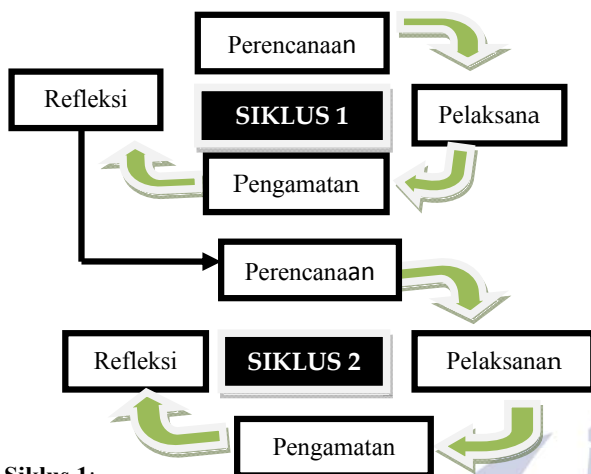 Perencanaan
Refleksi
SIKLUS 1
Pelaksana
Pengamatan
Perencanaan
Refleksi
SIKLUS 2
Pelaksanan
Pengamatan
Siklus 1: